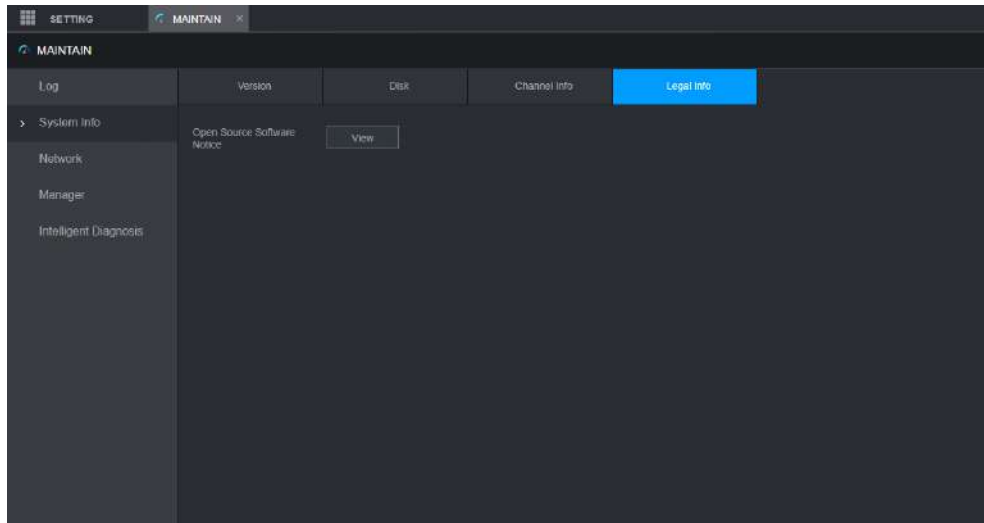 SETTING
MAINTAIN ×
MAINTAIN
Log
System Info
Network
Manager
Intelligent Diagnosis
Version
Disk
Channel Info
Legal Info
Open Source Software
Notice
View